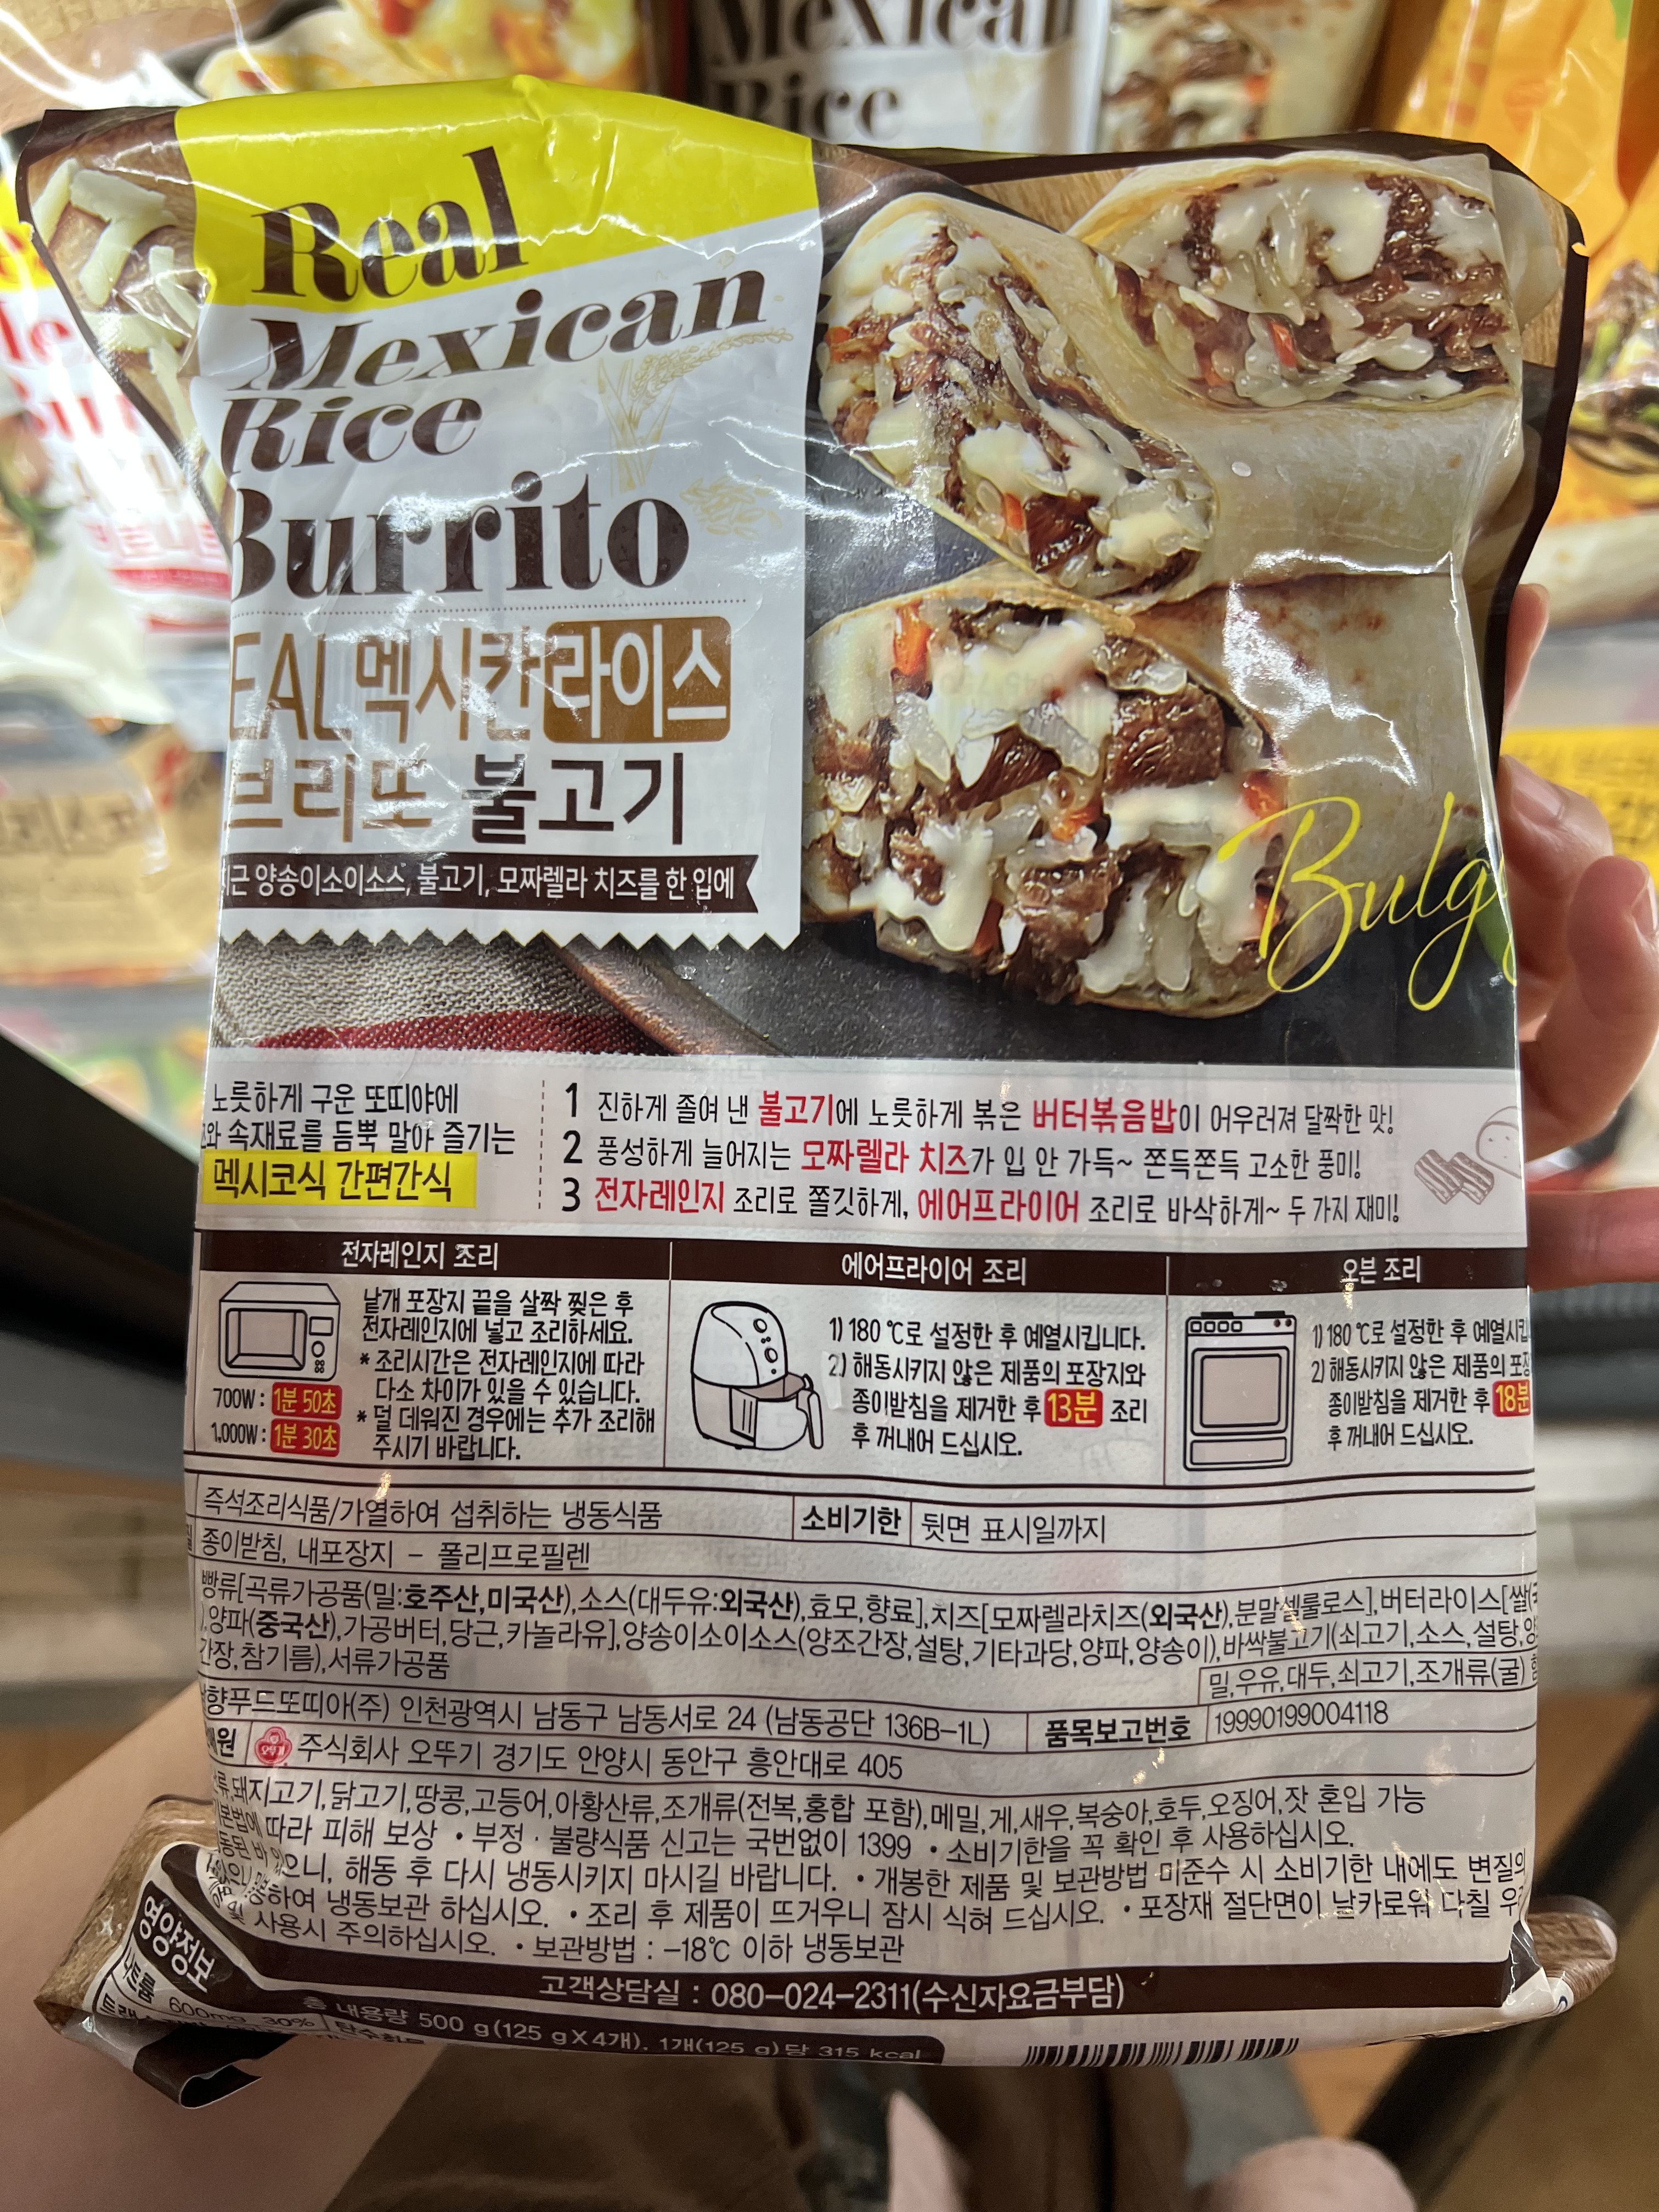 Mexican
Rice
Real
Mexican
Rice
Burrito
EAL 멕시칸라이스
브리또 불고기
근 양송이소이소스, 불고기, 모짜렐라 치즈를 한 입에
Bulg
노릇하게 구운 또띠아에
와 속재료를 듬뿍 말아 즐기는
멕시코식 간편간식
1 진하게 졸여 낸 불고기에 노릇하게 볶은 버터볶음밥이 어우러져 달짝한 맛!
2 풍성하게 늘어지는 모짜렐라 치즈가 입 안 가득~ 쫀득쫀득 고소한 풍미!
3 전자레인지 조리로 쫄깃하게, 에어프라이어 조리로 바삭하게~ 두 가지 재미!
전자레인지 조리
낱개 포장지 끝을 살짝 찢은 후
전자레인지에 넣고 조리하세요.
* 조리시간은 전자레인지에 따라
다소 차이가 있을 수 있습니다.
* 덜 데워진 경우에는 추가 조리해
주시기 바랍니다.
700W : 1분 50초
1,000W : 1분 30초
에어프라이어 조리
1) 180 ℃로 설정한 후 예열시킵니다.
2) 해동시키지 않은 제품의 포장지와
종이받침을 제거한 후 13분 조리
후 꺼내어 드십시오.
오븐 조리
1) 180 ℃로 설정한 후 예열시킵
2) 해동시키지 않은 제품의 포장
종이받침을 제거한 후 18분
후 꺼내어 드십시오.
즉석조리식품/가열하여 섭취하는 냉동식품 소비기한 뒷면 표시일까지
종이받침, 내포장지 – 폴리프로필렌
빵류[곡류가공품(밀:호주산,미국산),소스(대두유:외국산),효모,향료],치즈[모짜렐라치즈(외국산),분말셀룰로스],버터라이스[쌀(
),양파(중국산),가공버터,당근,카놀라유],양송이소이소스(양조간장,설탕,기타과당,양파,양송이),바싹불고기(쇠고기,소스,설탕,양
간장,참기름),서류가공품
밀,우유,대두,쇠고기,조개류(굴) 함
향푸드또띠아(주) 인천광역시 남동구 남동서로 24 (남동공단 136B–1L) 품목보고번호 19990199004118
매원 오뚜기 주식회사 오뚜기 경기도 안양시 동안구 흥안대로 405
류,돼지고기,닭고기,땅콩,고등어,아황산류,조개류(전복,홍합 포함),메밀,게,새우,복숭아,호두,오징어,잣 혼입 가능
기본법에 따라 피해 보상 • 부정 · 불량식품 신고는 국번없이 1399 • 소비기한을 꼭 확인 후 사용하십시오.
동된 으니, 해동 후 다시 냉동시키지 마시길 바랍니다. • 개봉한 제품 및 보관방법 미준수 시 소비기한 내에도 변질의
하여 냉동보관 하십시오. • 조리 후 제품이 뜨거우니 잠시 식혀 드십시오. • 포장재 절단면이 날카로워 다칠 우
및 사용시 주의하십시오. • 보관방법 : –18℃ 이하 냉동보관
고객상담실 : 080–024–2311(수신자요금부담)
영양정보
총 내용량 500 g(125 gX4개), 1개(125 g)당 315 kcal
나트륨 600mg 30% 탄수화물